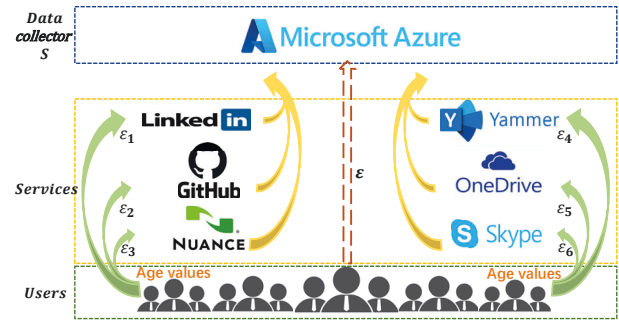 Data
collector
S
Microsoft Azure
Linked in
Y Yammer
ε1
ε4
GitHub
OneDrive
ε
Services
ε2
ε5
NUANCE
S Skype
ε3
ε6
Age values
Age values
Users